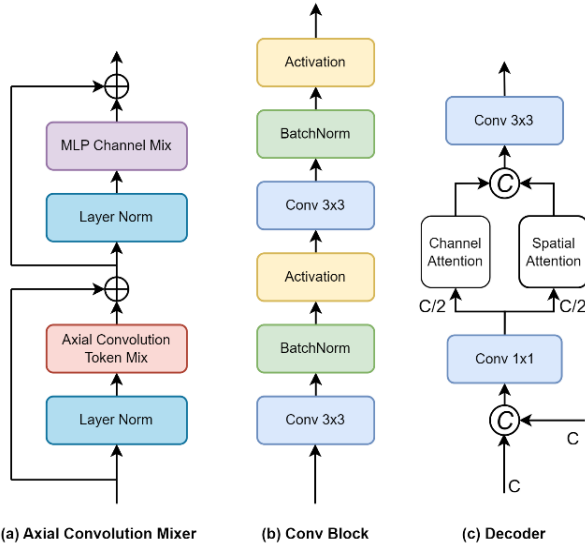 MLP Channel Mix
Layer Norm
Axial Convolution
Token Mix
Layer Norm
(a) Axial Convolution Mixer
Activation
BatchNorm
Conv 3x3
Activation
BatchNorm
Conv 3x3
(b) Conv Block
Conv 3x3
C
Channel
Attention
Spatial
Attention
C/2
C/2
Conv 1x1
C
C
C
(c) Decoder